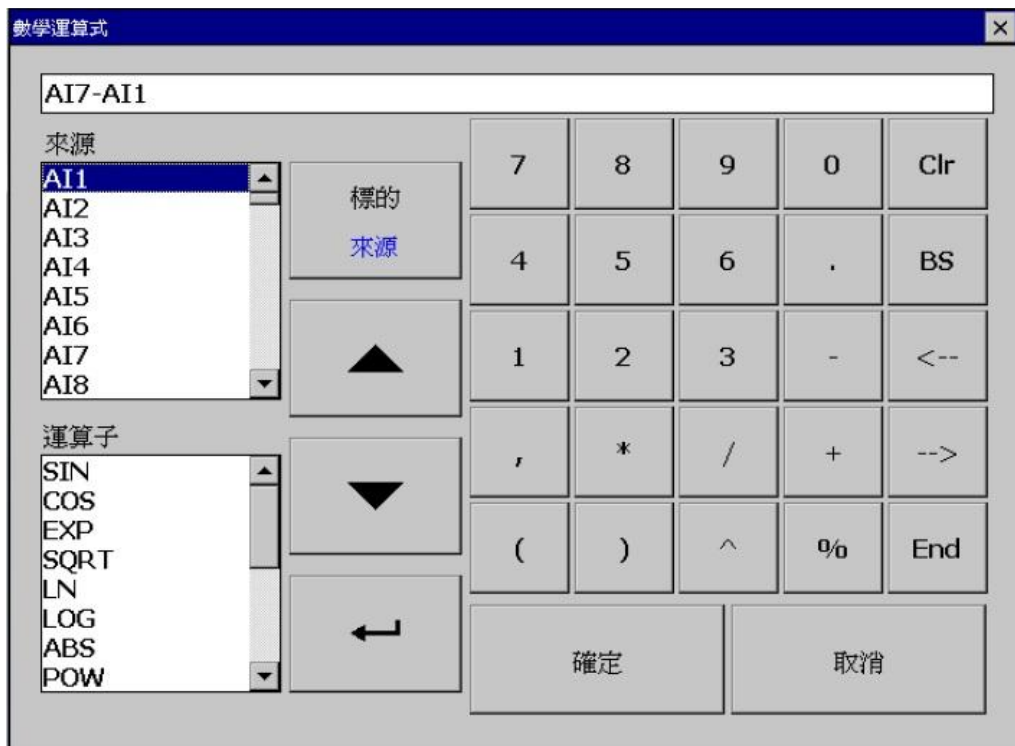 數學運算式
AI7-AI1
來源
AI1
AI2
AI3
AI4
AI5
AI6
AI7
AI8
運算子
SIN
COS
EXP
SQRT
LN
LOG
ABS
POW
標的
來源
7 8 9 0 Clr
4 5 6 . BS
1 2 3 - <--
, * / + -->
( ) ^ % End
確定 取消